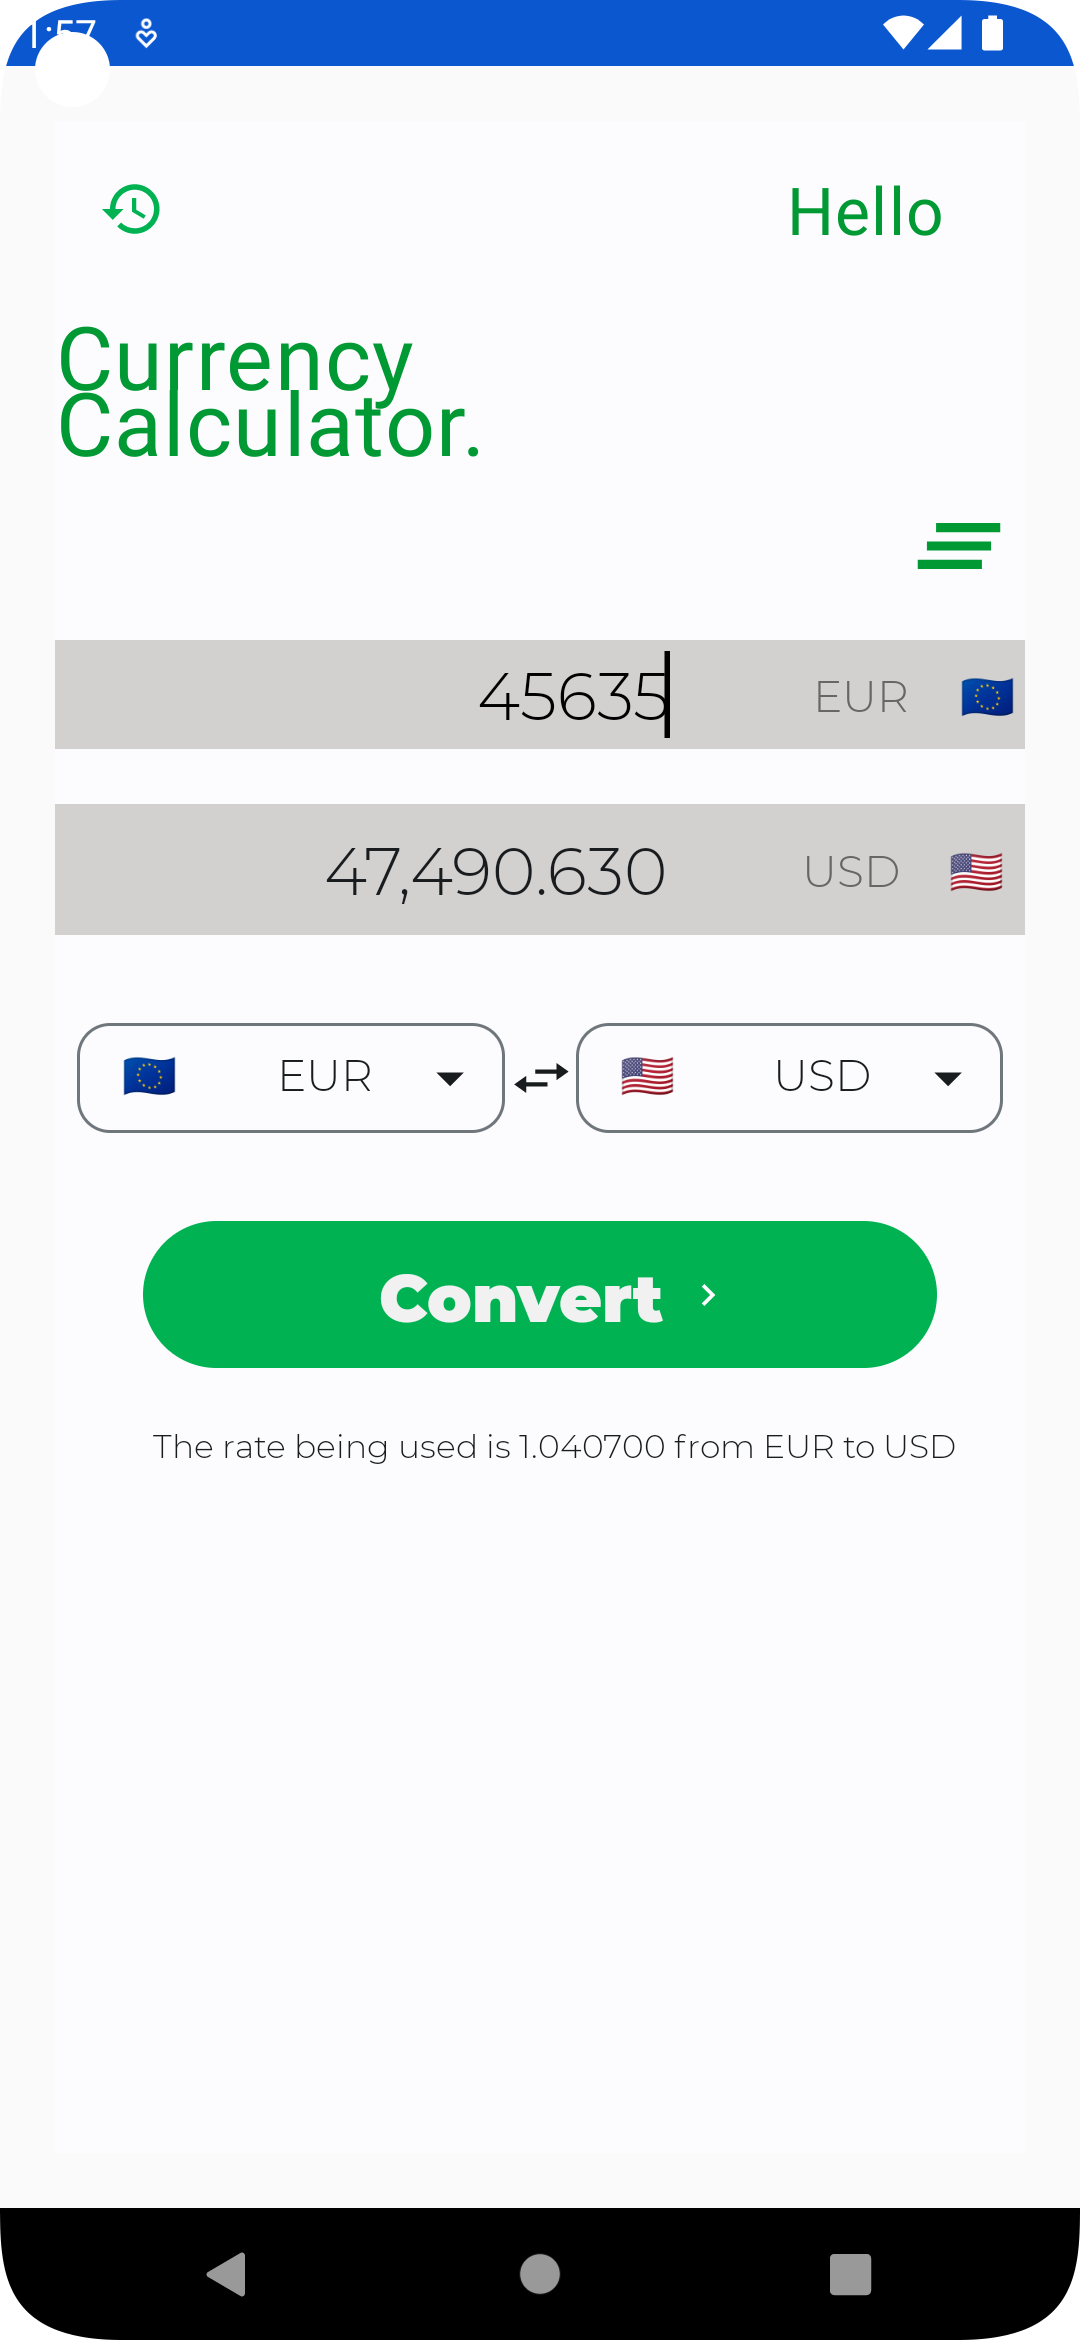 1:57
Hello
Currency
Calculator.
45635 EUR
47,490.630 USD
EUR USD
Convert
The rate being used is 1.040700 from EUR to USD